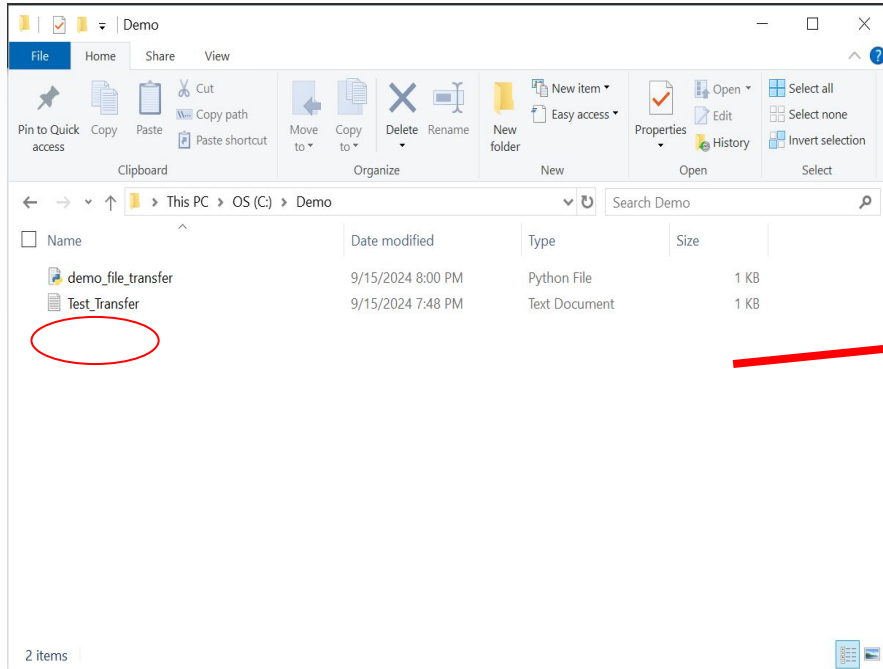 Demo
File Home Share View
Pin to Quick access
Copy
Paste
Cut
Copy path
Paste shortcut
Move to
Copy to
Delete
Rename
New folder
New item
Easy access
Properties
Open
Edit
History
Select all
Select none
Invert selection
Clipboard Organize New Open Select
This PC > OS (C:) > Demo
Search Demo
Name Date modified Type Size
demo_file_transfer 9/15/2024 8:00 PM Python File 1 KB
Test_Transfer 9/15/2024 7:48 PM Text Document 1 KB
2 items